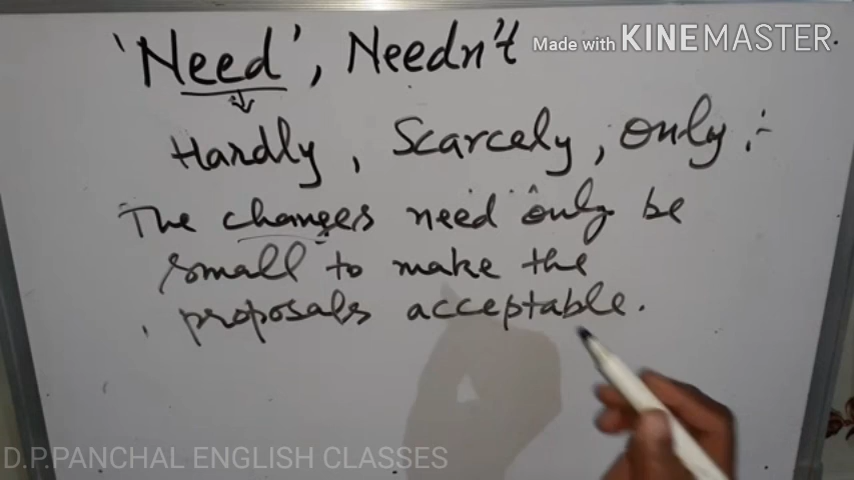 'Need', Needn't
Made with KINEMASTER
Hardly, Scarcely, only :-
The changes need only be
small to make the
proposals acceptable.
D.P.PANCHAL ENGLISH CLASSES